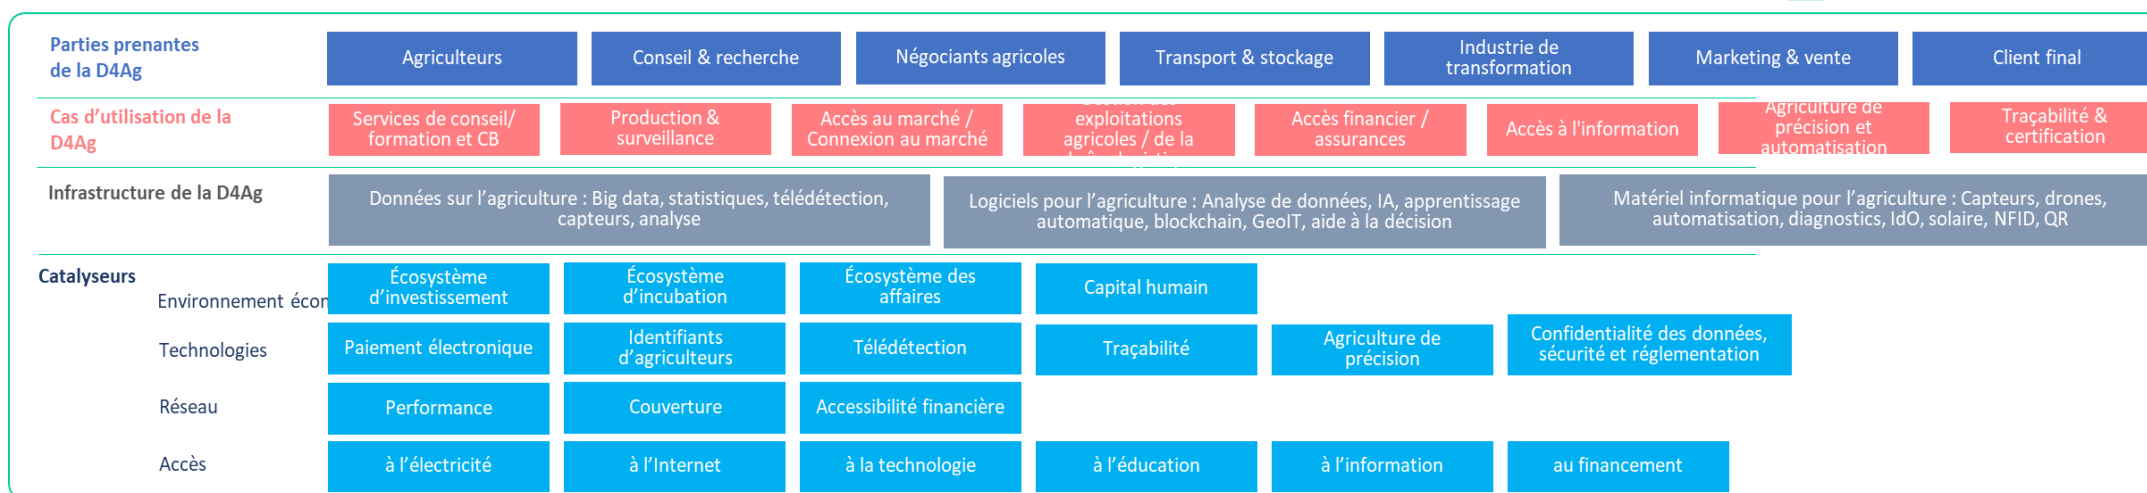 Parties prenantes
de la D4Ag
Agriculteurs
Conseil & recherche
Négociants agricoles
Transport & stockage
Industrie de
transformation
Marketing & vente
Client final
Cas d’utilisation de la
D4Ag
Services de conseil/
formation et CB
Production &
surveillance
Accès au marché /
Connexion au marché
exploitations
agricoles / de la
Accès financier /
assurances
Accès à l'information
Agriculture de
précision et
automatisation
Traçabilité &
certification
Infrastructure de la D4Ag
Données sur l’agriculture : Big data, statistiques, télédétection,
capteurs, analyse
Logiciels pour l’agriculture : Analyse de données, IA, apprentissage
automatique, blockchain, GeoIT, aide à la décision
Matériel informatique pour l’agriculture : Capteurs, drones,
automatisation, diagnostics, IdO, solaire, NFID, QR
Catalyseurs
Environnement écon
Écosystème
d’investissement
Écosystème
d’incubation
Écosystème des
affaires
Capital humain
Technologies
Paiement électronique
Identifiants
d’agriculteurs
Télédétection
Traçabilité
Agriculture de
précision
Confidentialité des données,
sécurité et réglementation
Réseau
Performance
Couverture
Accessibilité financière
Accès
à l’électricité
à l’Internet
à la technologie
à l’éducation
à l’information
au financement